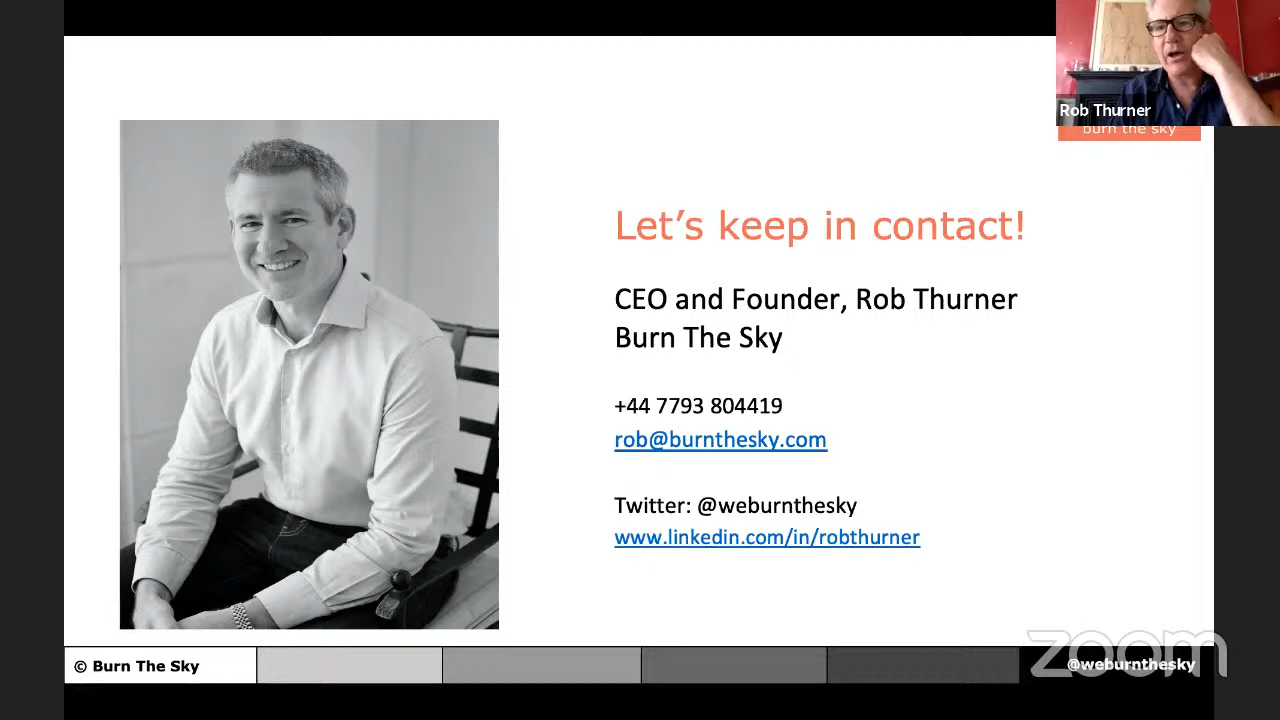 Rob Thurner
burn the sky
Let's keep in contact!
CEO and Founder, Rob Thurner
Burn The Sky
+44 7793 804419
rob@burnthesky.com
Twitter: @weburnthesky
www.linkedin.com/in/robthurner
© Burn The Sky
@weburnthesky
zoom